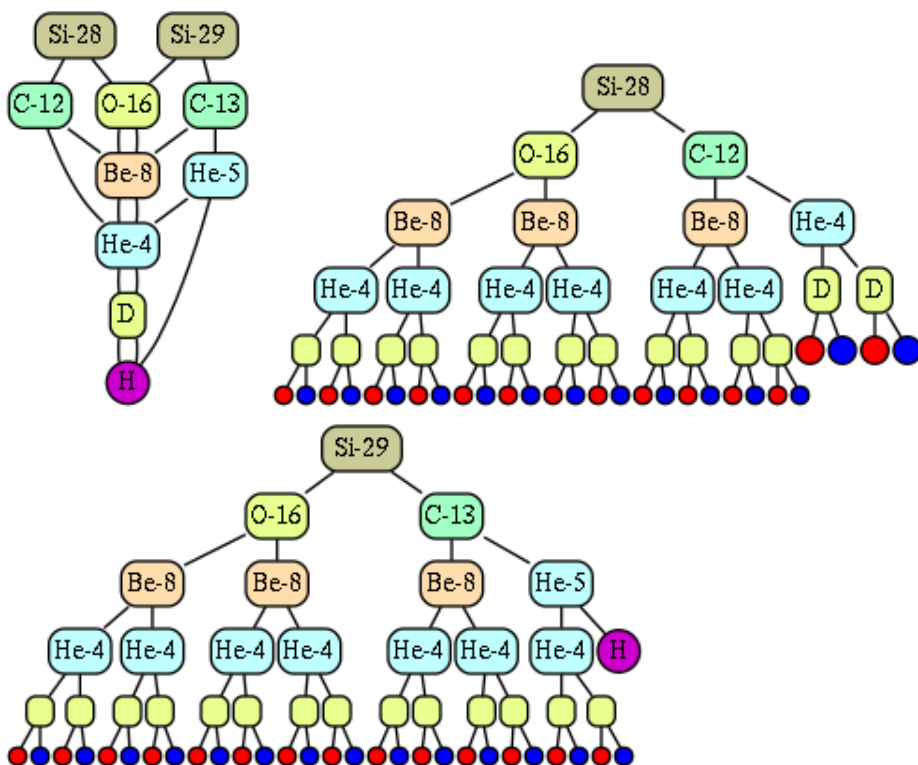 Si-28 Si-29
C-12 O-16 C-13
Be-8 He-5
He-4
D
H
Si-28
O-16 C-12
Be-8 Be-8 Be-8 He-4
He-4 He-4 He-4 He-4 He-4 He-4 D D
Si-29
O-16 C-13
Be-8 Be-8 Be-8 He-5
He-4 He-4 He-4 He-4 He-4 He-4 He-4 H